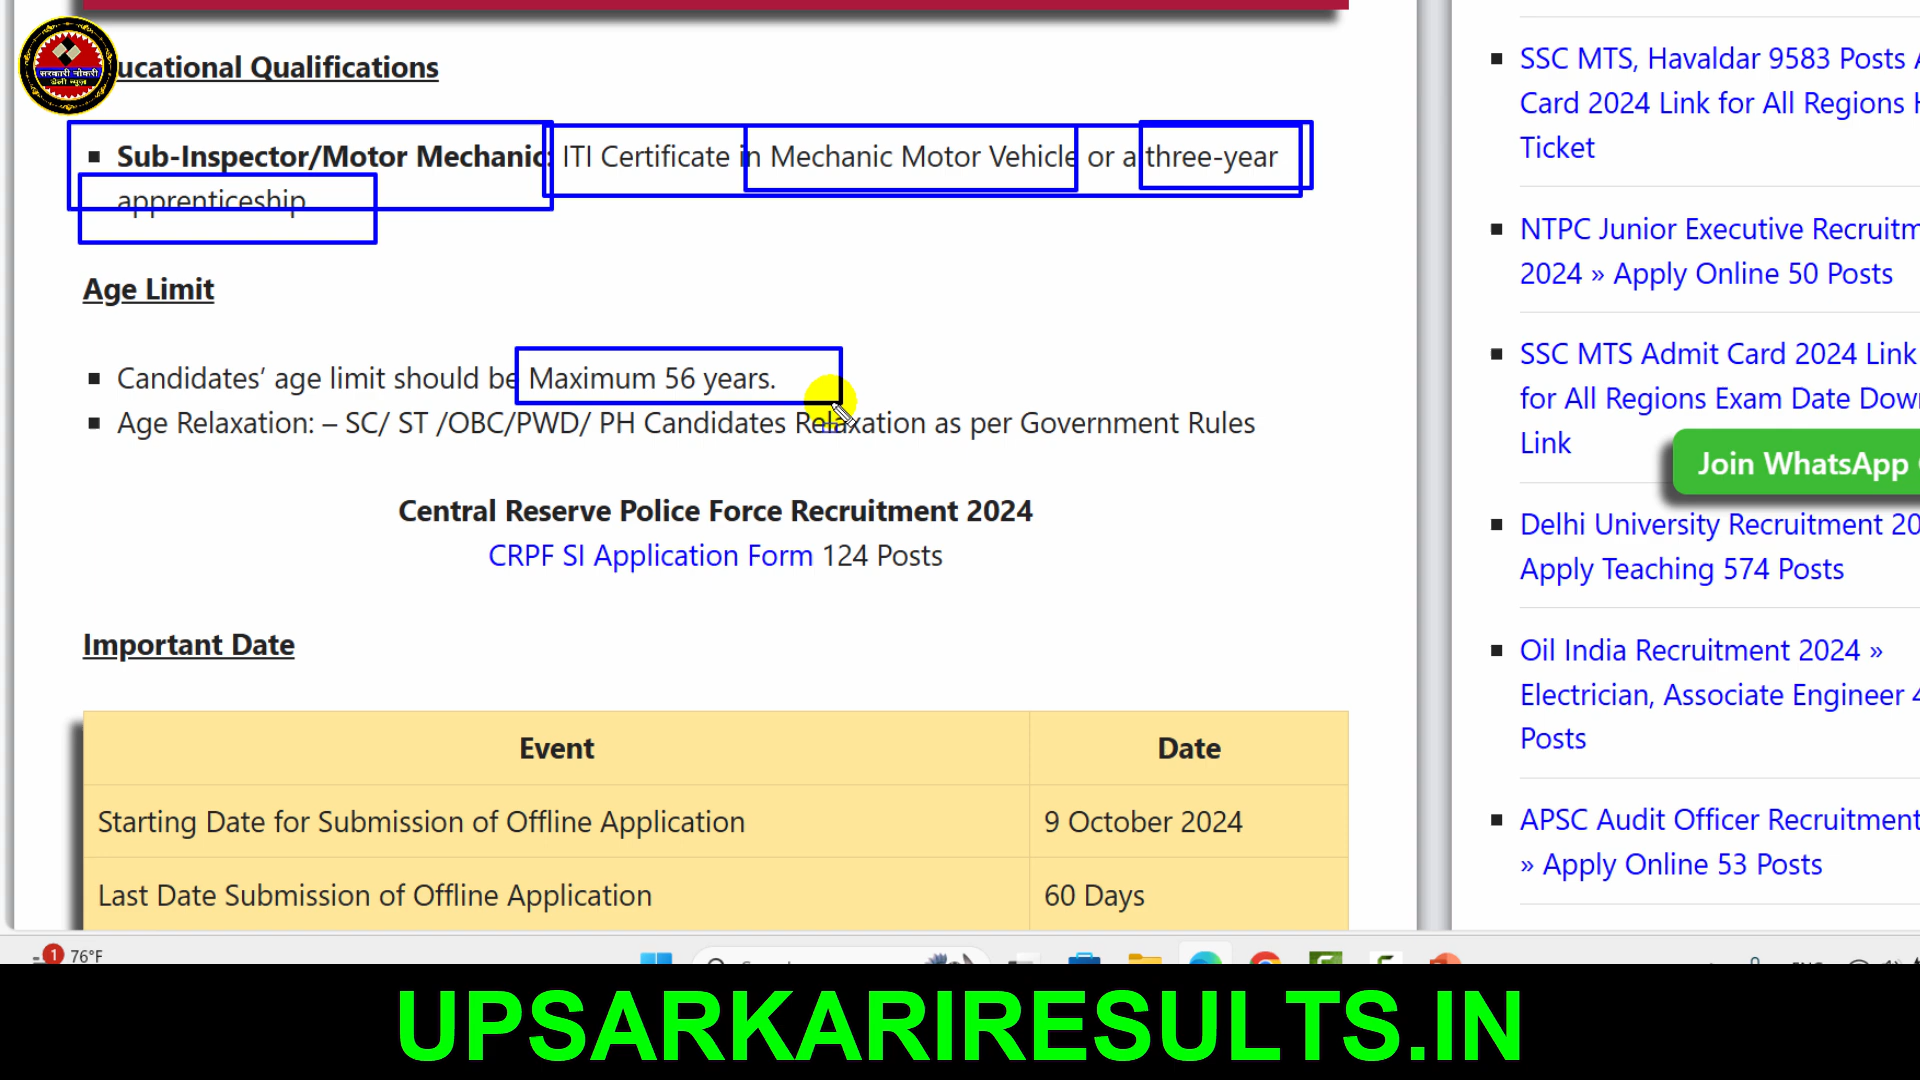 सरकारी नौकरी
डेली न्यूज़
ucational Qualifications
Sub-Inspector/Motor Mechanic: ITI Certificate in Mechanic Motor Vehicle or a three-year
apprenticeship
Age Limit
Candidates’ age limit should be Maximum 56 years.
Age Relaxation: – SC/ ST /OBC/PWD/ PH Candidates Relaxation as per Government Rules
Central Reserve Police Force Recruitment 2024
CRPF SI Application Form 124 Posts
Important Date
Event Date
Starting Date for Submission of Offline Application 9 October 2024
Last Date Submission of Offline Application 60 Days
SSC MTS, Havaldar 9583 Posts
Card 2024 Link for All Regions
Ticket
NTPC Junior Executive Recruitm
2024 » Apply Online 50 Posts
SSC MTS Admit Card 2024 Link
for All Regions Exam Date Dow
Link
Join WhatsApp
Delhi University Recruitment 20
Apply Teaching 574 Posts
Oil India Recruitment 2024 »
Electrician, Associate Engineer 4
Posts
APSC Audit Officer Recruitment
» Apply Online 53 Posts
1
76°F
UPSARKARIRESULTS.IN